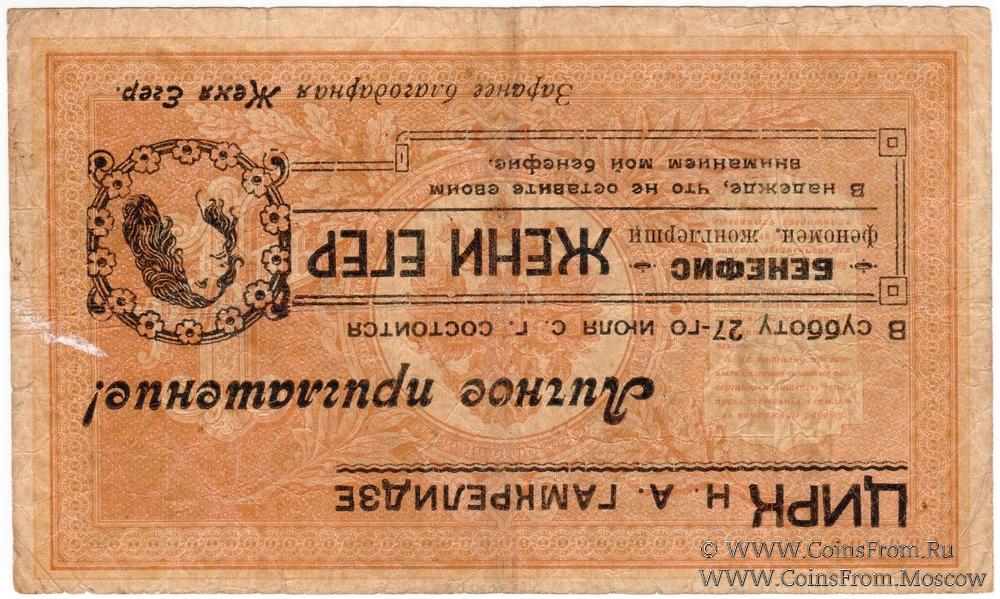 ЦИРК Н. А. ГАМКРЕЛИДЗЕ
Личное приглашение!
В субботу 27-го июля с. г. состоится
БЕНЕФИС
феномен. жонглерши
ЖЕНИ ЕГЕР
В надежде, что не оставите своим
вниманием мой бенефис.
Заранее благодарная Женя Егер.
© WWW.CoinsFrom.Ru
WWW.CoinsFrom.Moscow